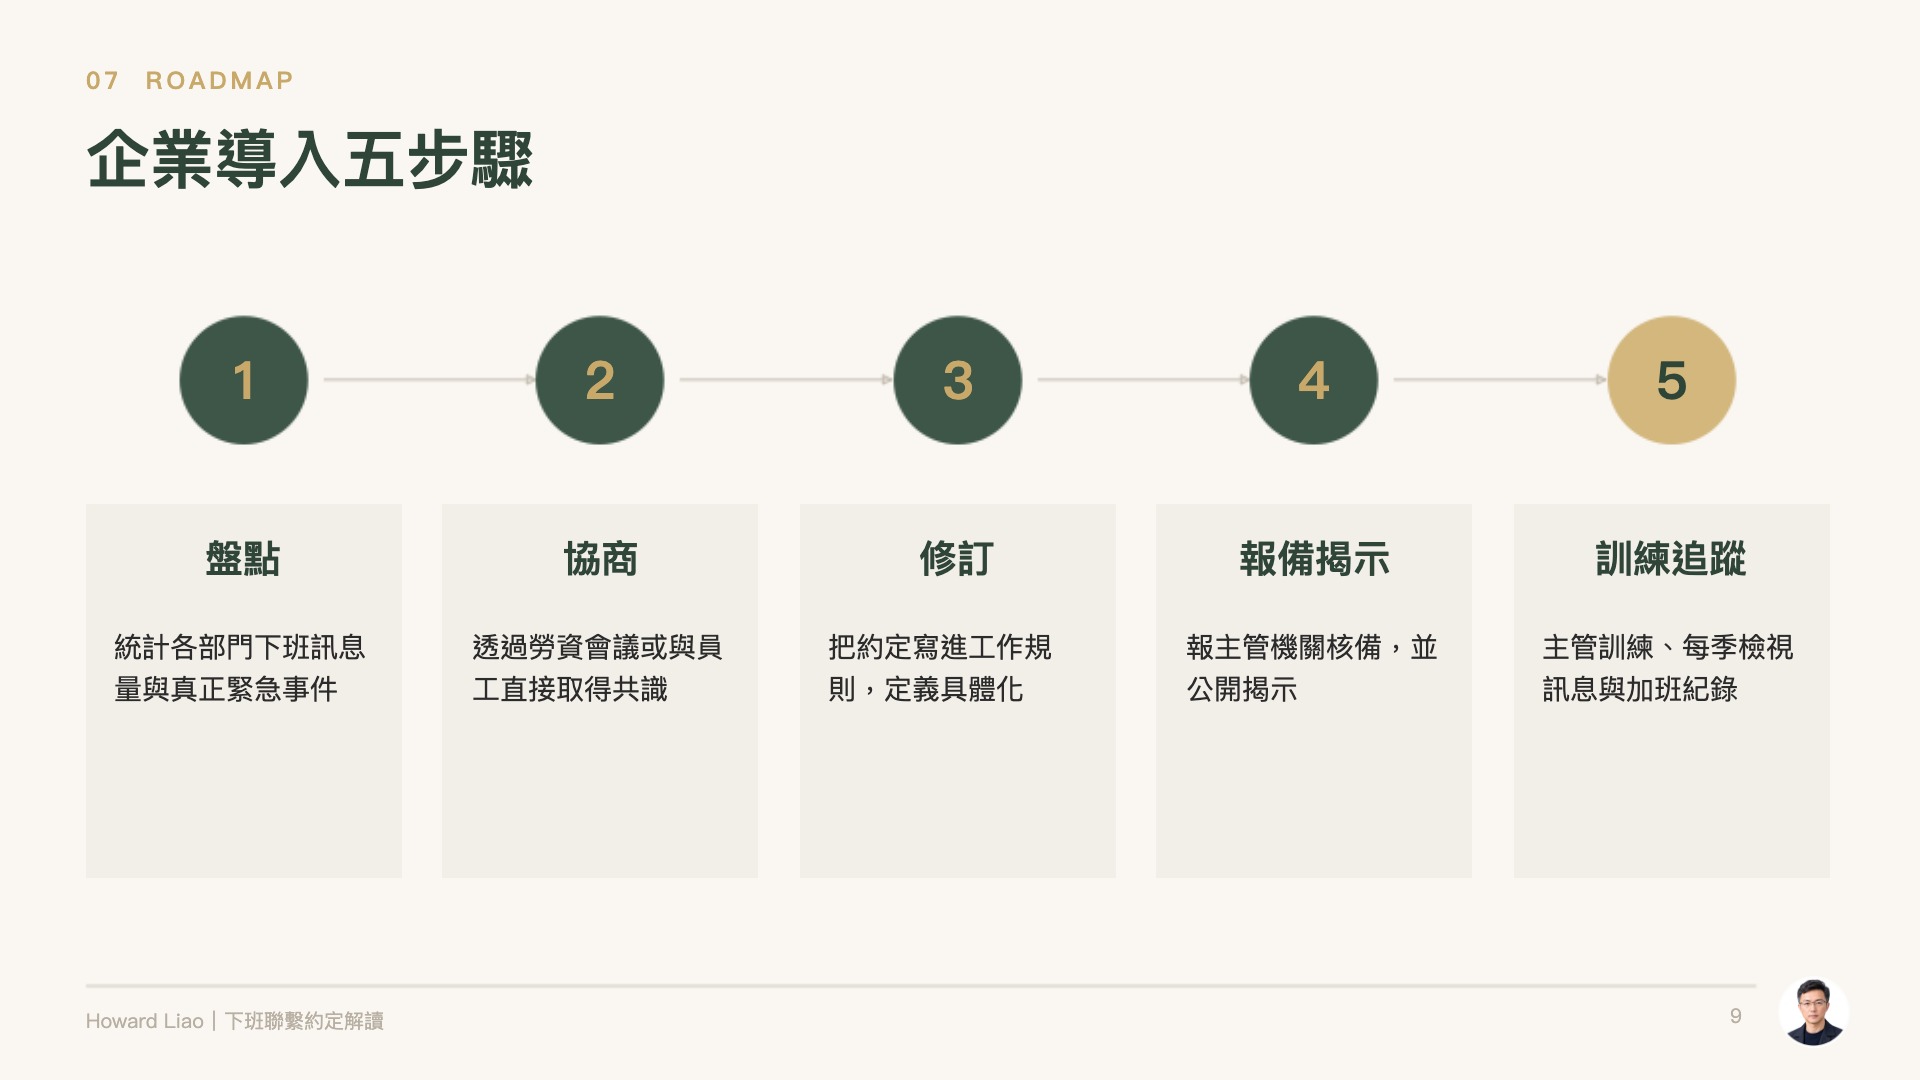 07 ROADMAP
企業導入五步驟
1
2
3
4
5
盤點
統計各部門下班訊息
量與真正緊急事件
協商
透過勞資會議或與員
工直接取得共識
修訂
把約定寫進工作規
則，定義具體化
報備揭示
報主管機關核備，並
公開揭示
訓練追蹤
主管訓練、每季檢視
訊息與加班紀錄
Howard Liao｜下班聯繫約定解讀
9